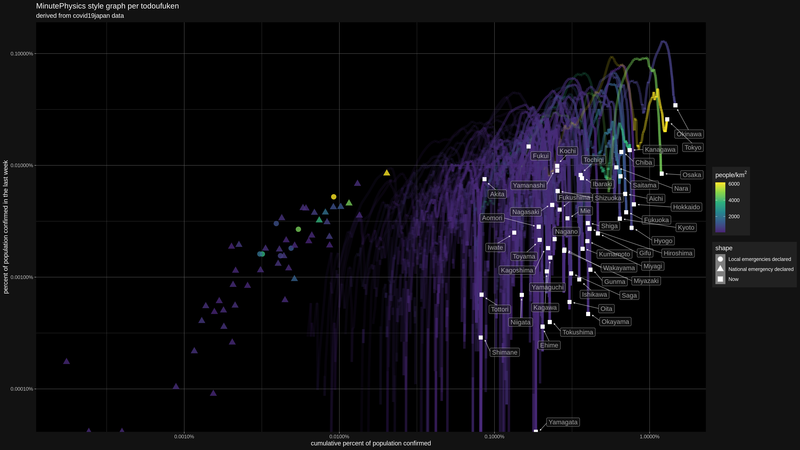 MinutePhysics style graph per todoufuken
derived from covid19japan data
percent of population confirmed in the last week
0.10000%
0.01000%
0.00100%
0.00010%
0.0010%
0.0100%
0.1000%
1.0000%
cumulative percent of population confirmed
Okinawa
Tokyo
Kanagawa
Chiba
Osaka
Kochi
Fukui
Tochigi
Yamanashi
Ibaraki
Saitama
Nara
Akita
Fukushima
Shizuoka
Aichi
Hokkaido
Nagasaki
Mie
Aomori
Fukuoka
Kyoto
Shiga
Nagano
Iwate
Hyogo
Toyama
Kumamoto
Gifu
Hiroshima
Kagoshima
Wakayama
Miyagi
Yamaguchi
Gunma
Miyazaki
Ishikawa
Saga
Tottori
Kagawa
Oita
Niigata
Okayama
Tokushima
Ehime
Shimane
Yamagata
people/km²
6000
4000
2000
shape
Local emergencies declared
National emergency declared
Now